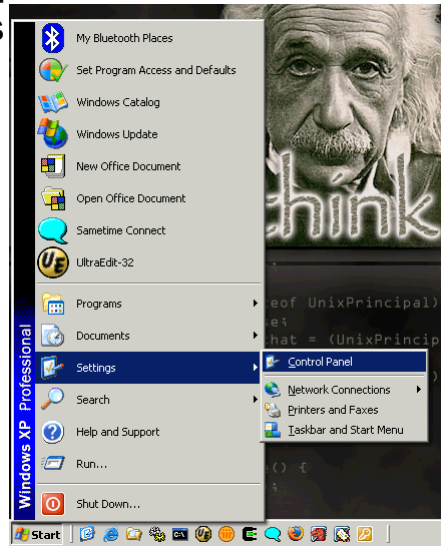 My Bluetooth Places
Set Program Access and Defaults
Windows Catalog
Windows Update
New Office Document
Open Office Document
Sametime Connect
UltraEdit-32
Programs
Documents
Settings
Search
Help and Support
Run...
Shut Down...
Windows XP Professional
Control Panel
Network Connections
Printers and Faxes
Taskbar and Start Menu
think
eof UnixPrincipal)
se;
hat = (UnixPrincip
)
() {
Start
UE